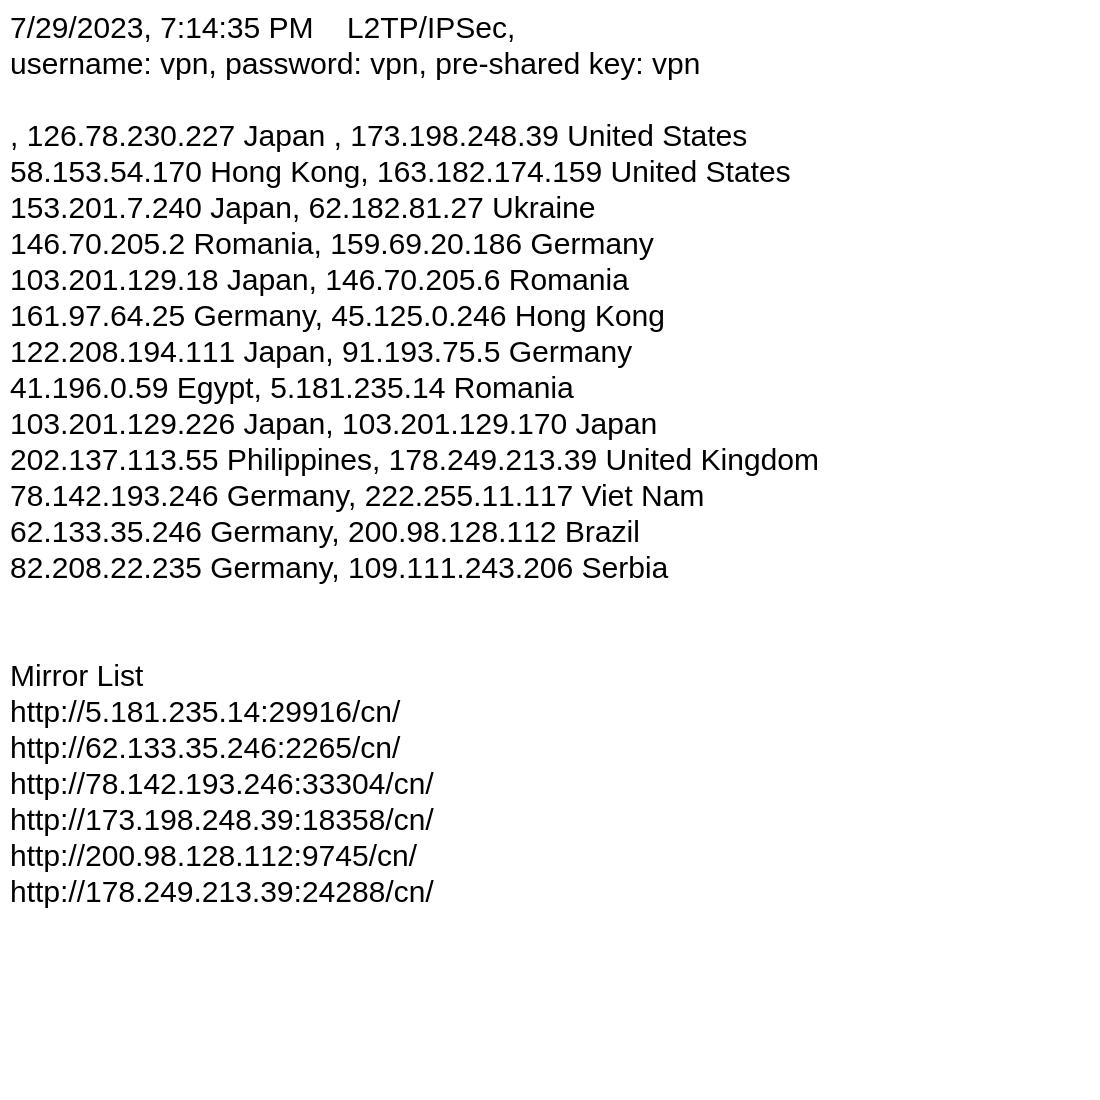 7/29/2023, 7:14:35 PM    L2TP/IPSec,
username: vpn, password: vpn, pre-shared key: vpn
, 126.78.230.227 Japan , 173.198.248.39 United States
58.153.54.170 Hong Kong, 163.182.174.159 United States
153.201.7.240 Japan, 62.182.81.27 Ukraine
146.70.205.2 Romania, 159.69.20.186 Germany
103.201.129.18 Japan, 146.70.205.6 Romania
161.97.64.25 Germany, 45.125.0.246 Hong Kong
122.208.194.111 Japan, 91.193.75.5 Germany
41.196.0.59 Egypt, 5.181.235.14 Romania
103.201.129.226 Japan, 103.201.129.170 Japan
202.137.113.55 Philippines, 178.249.213.39 United Kingdom
78.142.193.246 Germany, 222.255.11.117 Viet Nam
62.133.35.246 Germany, 200.98.128.112 Brazil
82.208.22.235 Germany, 109.111.243.206 Serbia
Mirror List
http://5.181.235.14:29916/cn/
http://62.133.35.246:2265/cn/
http://78.142.193.246:33304/cn/
http://173.198.248.39:18358/cn/
http://200.98.128.112:9745/cn/
http://178.249.213.39:24288/cn/